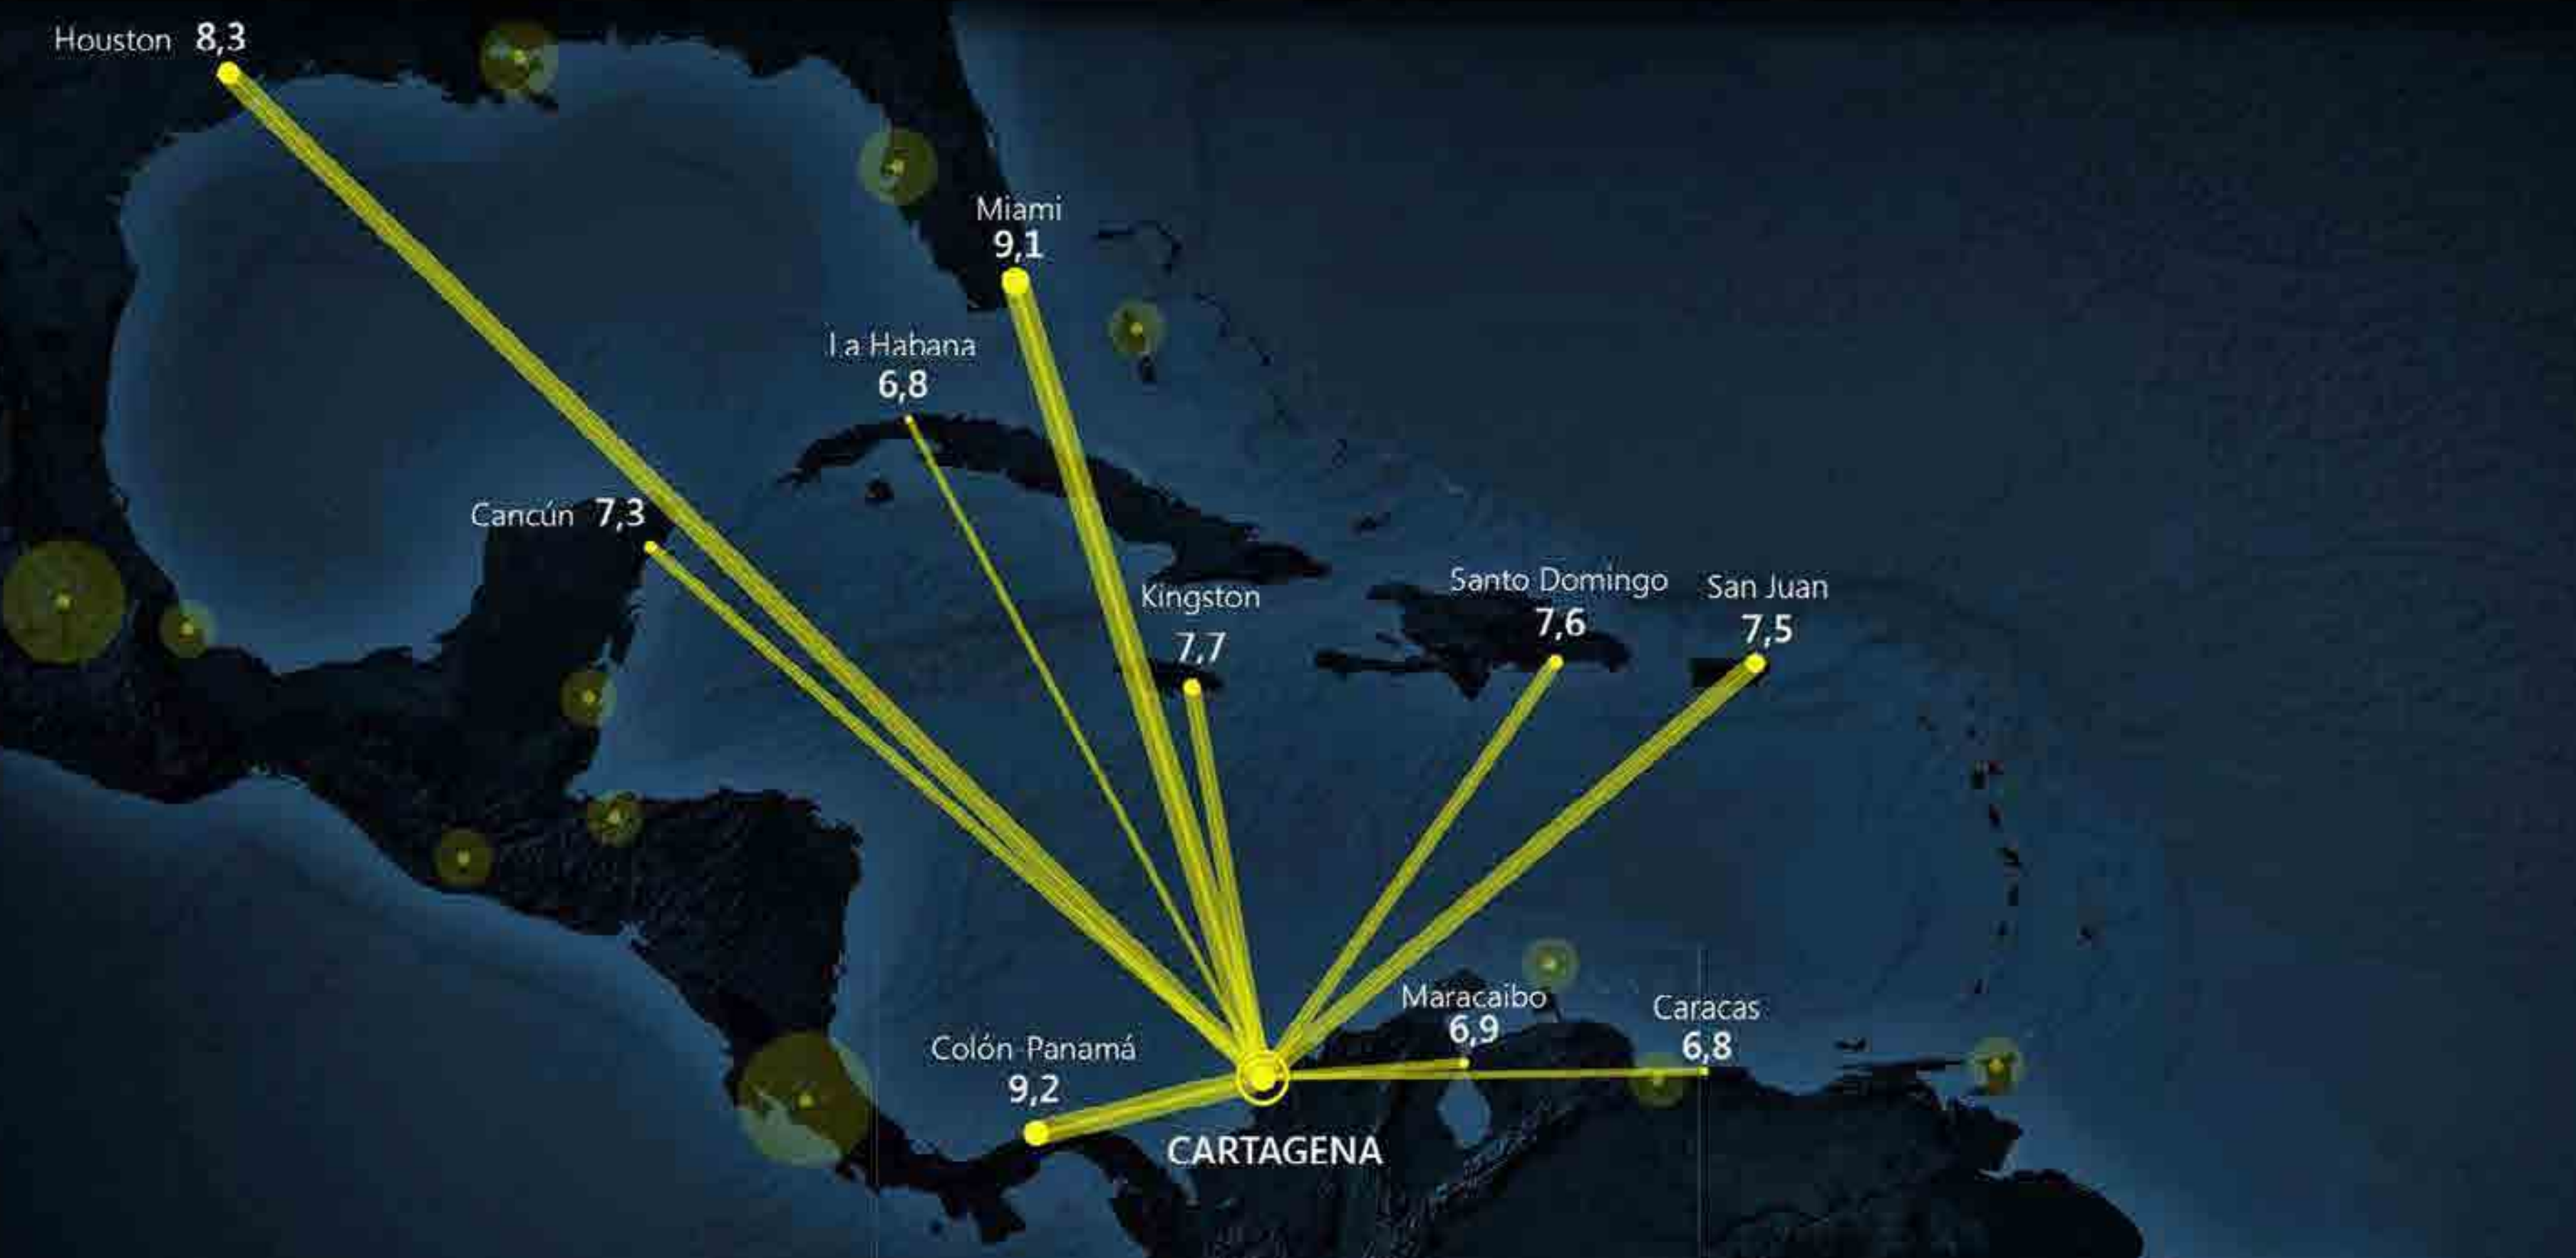 Houston 8,3
Miami
9,1
La Habana
6,8
Cancún 7,3
Kingston
7,7
Santo Domingo
7,6
San Juan
7,5
Maracaibo
6,9
Caracas
6,8
Colón-Panamá
9,2
CARTAGENA